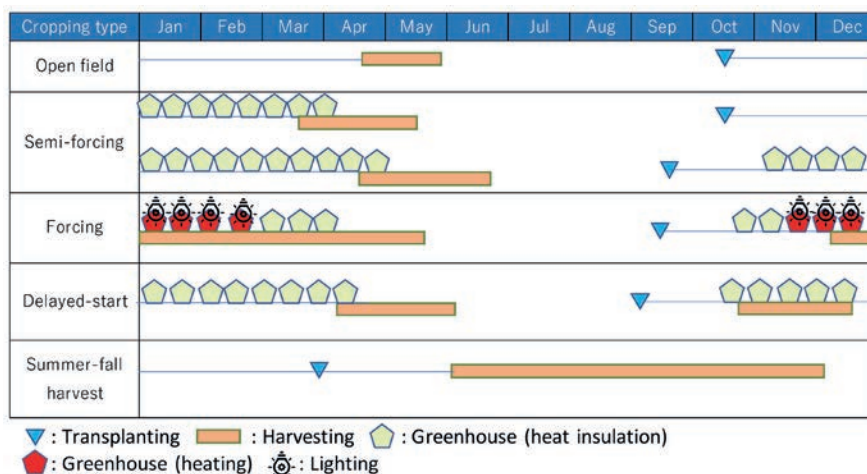 Cropping type Jan Feb Mar Apr May Jun Jul Aug Sep Oct Nov Dec
Open field
Semi-forcing
Forcing
Delayed-start
Summer-fall
harvest
: Transplanting : Harvesting : Greenhouse (heat insulation)
: Greenhouse (heating) : Lighting